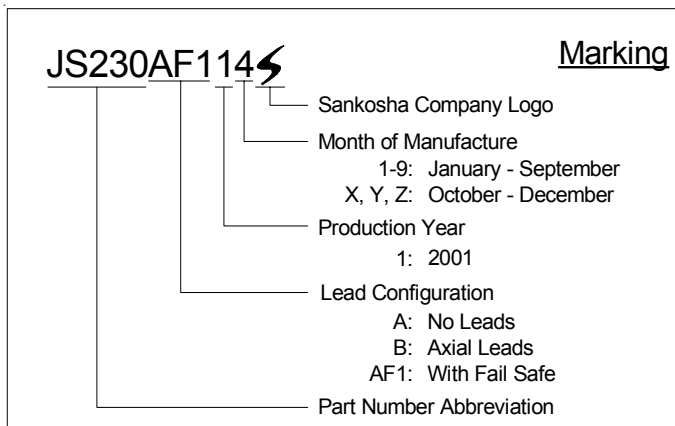 JS230AF114
Marking
Sankosha Company Logo
Month of Manufacture
1-9: January - September
X, Y, Z: October - December
Production Year
1: 2001
Lead Configuration
A: No Leads
B: Axial Leads
AF1: With Fail Safe
Part Number Abbreviation